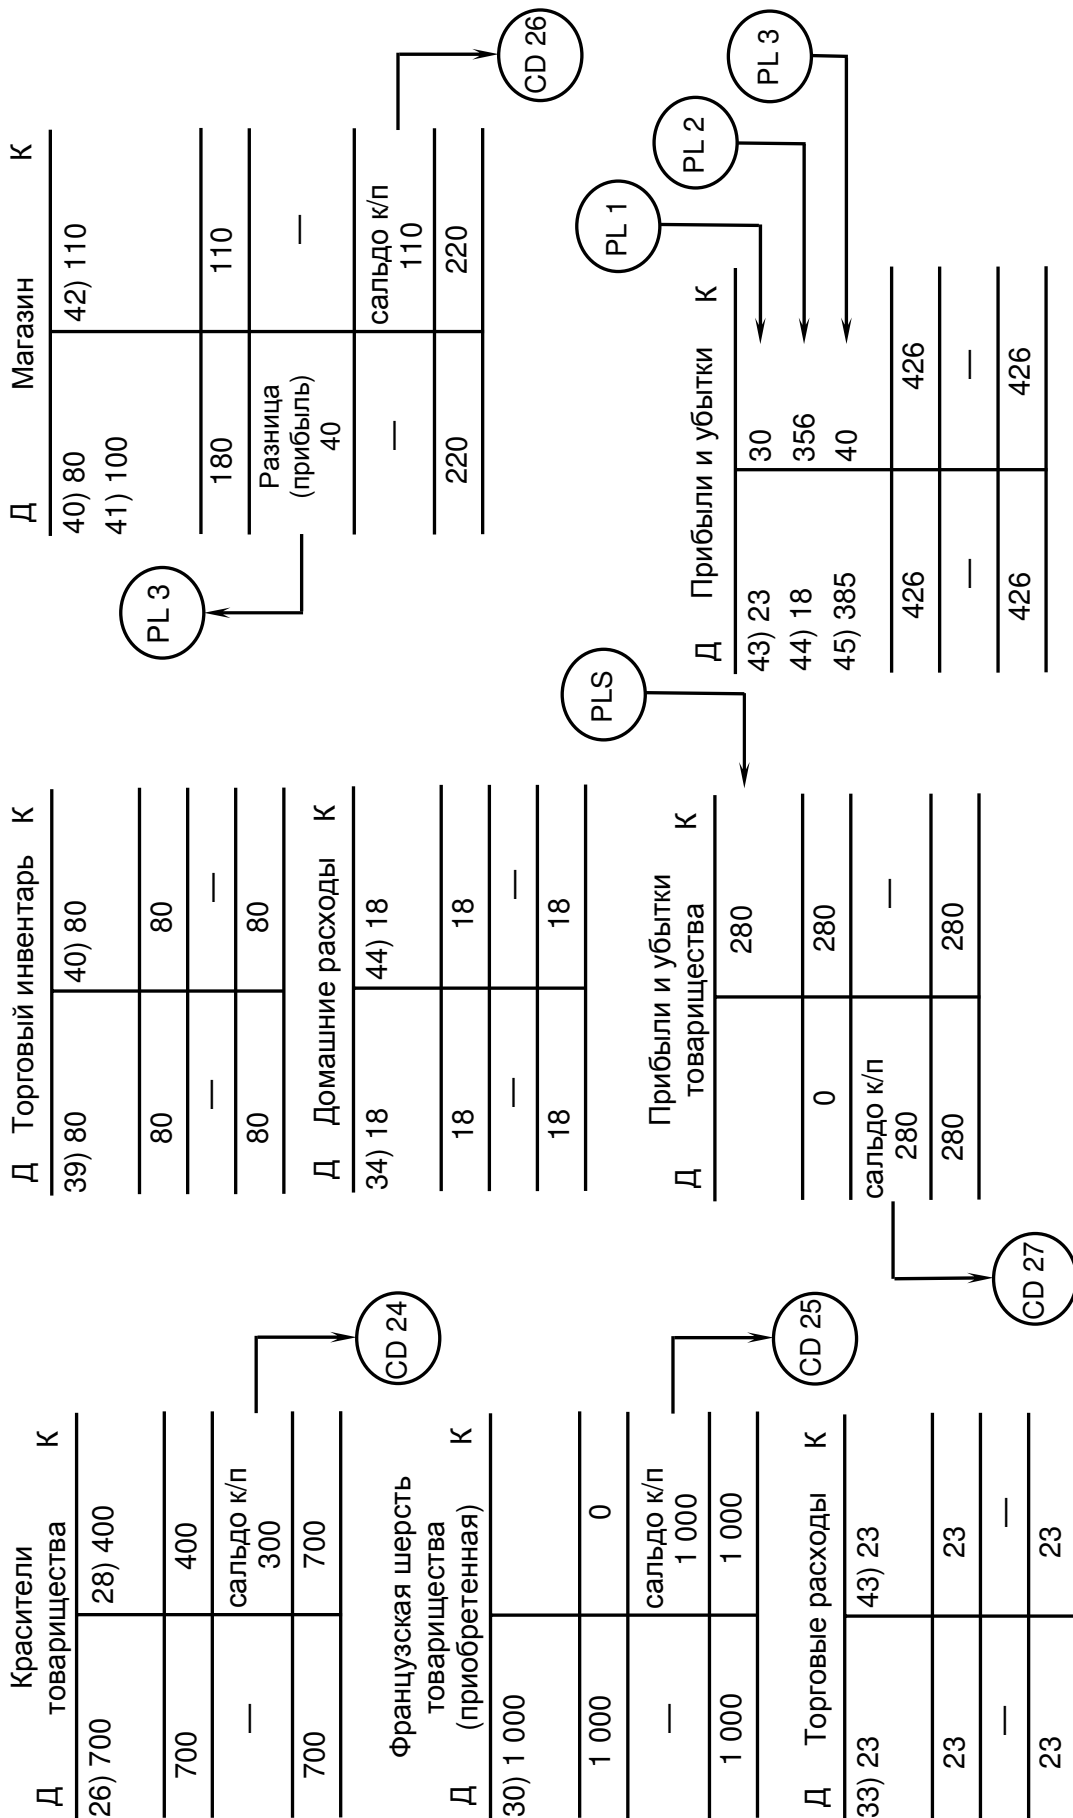 Д Красители К
товарищества
26) 700 28) 400
700 400
— сальдо к/п
300
700 700
CD 24
Французская шерсть
товарищества
Д (приобретенная) К
30) 1 000
1 000 0
— сальдо к/п
1 000
1 000 1 000
CD 25
Д Торговые расходы К
33) 23 43) 23
23 23
— —
23 23
Д Торговый инвентарь К
39) 80 40) 80
80 80
— —
80 80
Д Домашние расходы К
34) 18 44) 18
18 18
— —
18 18
Прибыли и убытки
Д товарищества К
280
0 280
сальдо к/п —
280
280 280
PLS
CD 27
Д Магазин К
40) 80 42) 110
41) 100
180 110
Разница —
(прибыль)
40
— сальдо к/п
110
220 220
PL 3
CD 26
Д Прибыли и убытки К
43) 23 30
44) 18 356
45) 385 40
426 426
— —
426 426
PL 1
PL 2
PL 3